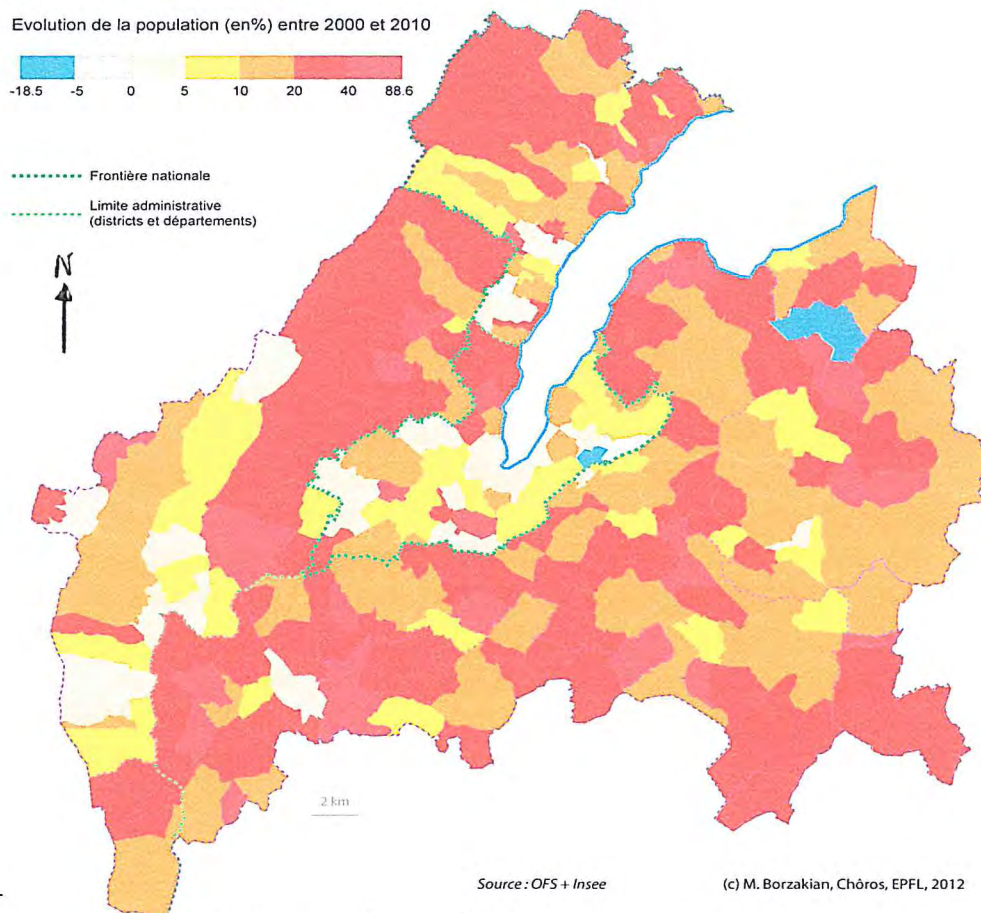 Evolution de la population (en%) entre 2000 et 2010
-18.5 -5 0 5 10 20 40 88.6
Frontière nationale
Limite administrative
(districts et départements)
N
2 km
Source : OFS + Insee
(c) M. Borzakian, Chôros, EPFL, 2012